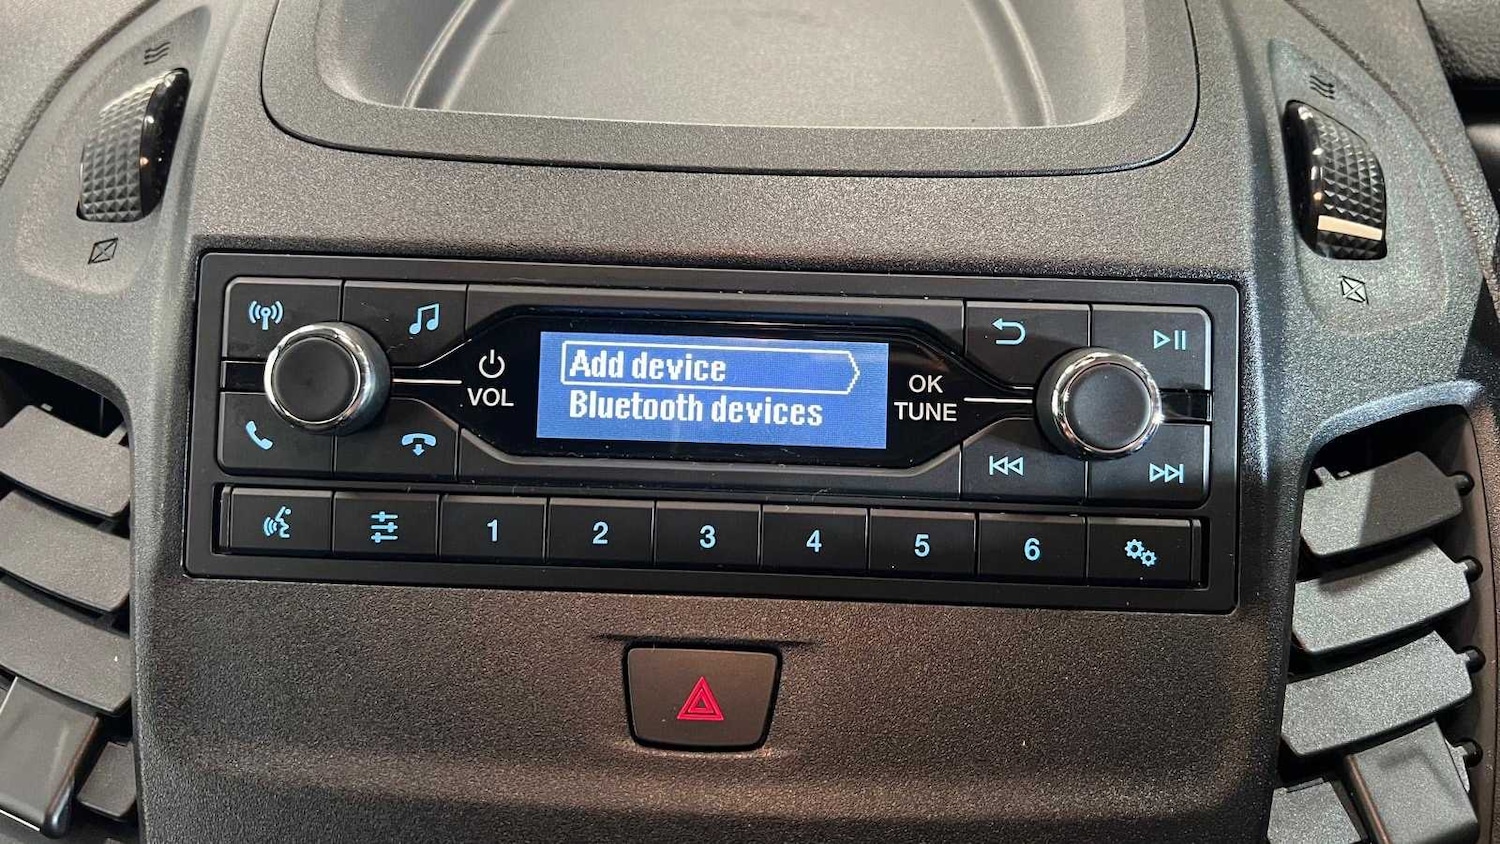 Add device
Bluetooth devices
VOL
OK
TUNE
1 2 3 4 5 6